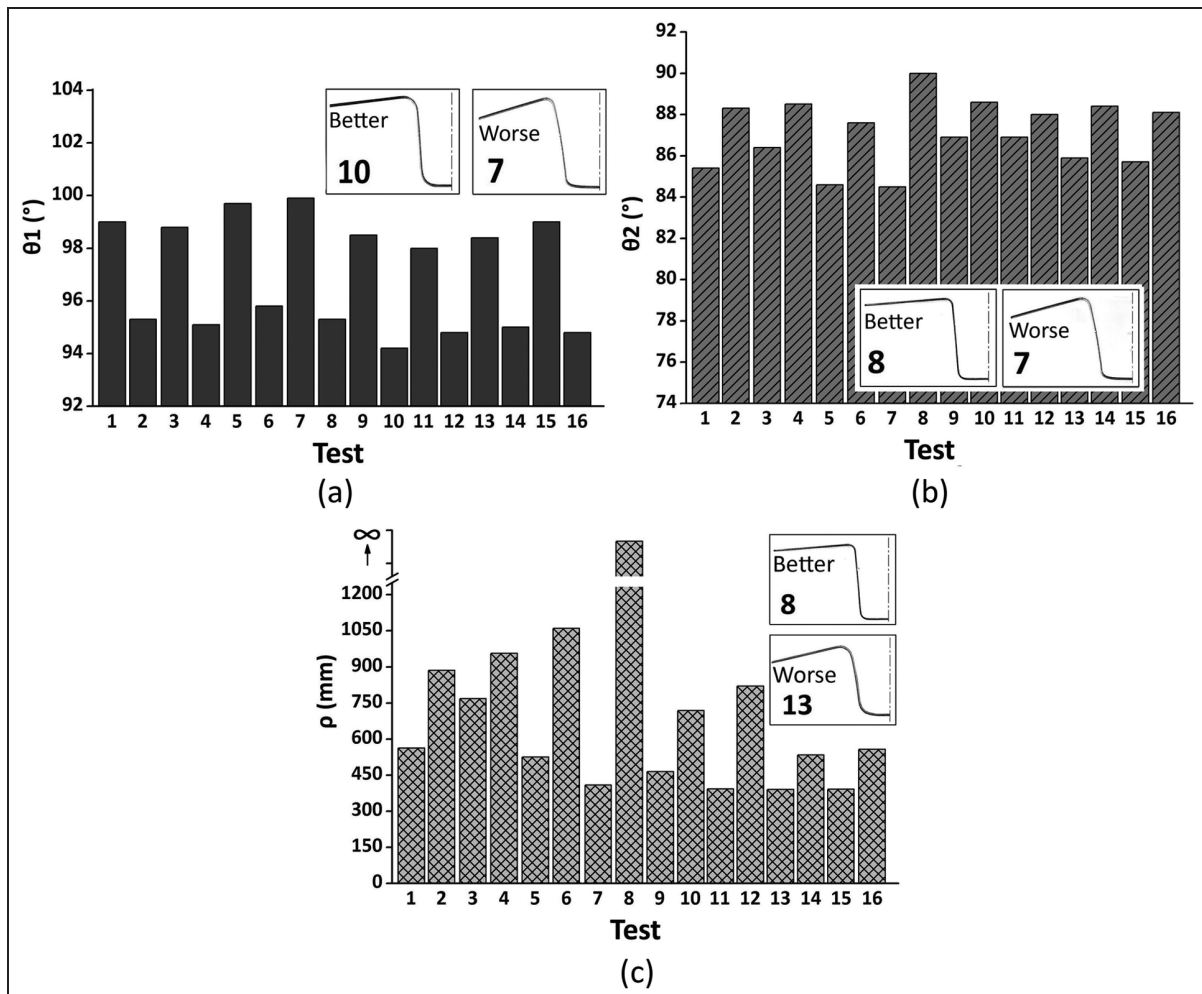 104
102
100
98
96
94
92
θ1 (°)
Better
10
Worse
7
1 2 3 4 5 6 7 8 9 10 11 12 13 14 15 16
Test
(a)
92
90
88
86
84
82
80
78
76
74
θ2 (°)
Better
8
Worse
7
1 2 3 4 5 6 7 8 9 10 11 12 13 14 15 16
Test
(b)
∞
1200
1050
900
750
600
450
300
150
0
ρ (mm)
Better
8
Worse
13
1 2 3 4 5 6 7 8 9 10 11 12 13 14 15 16
Test
(c)